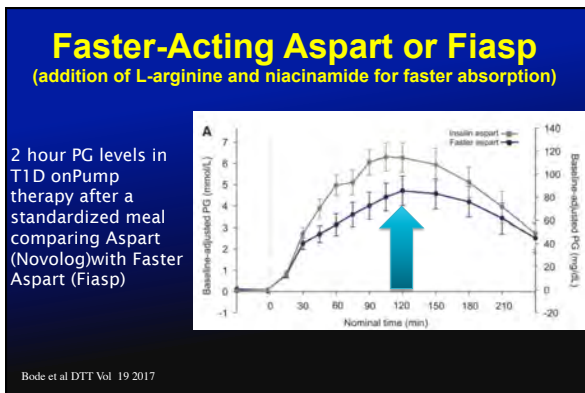 Faster-Acting Aspart or Fiasp
(addition of L-arginine and niacinamide for faster absorption)
2 hour PG levels in
T1D onPump
therapy after a
standardized meal
comparing Aspart
(Novolog)with Faster
Aspart (Fiasp)
A
Insulin aspart
Faster aspart
Baseline-adjusted PG (mmol/L)
7
6
5
4
3
2
1
0
-1
0 30 60 90 120 150 180 210
Nominal time (min)
140
120
100
80
60
40
20
0
-20
Baseline-adjusted PG (mg/dL)
Bode et al DTT Vol 19 2017